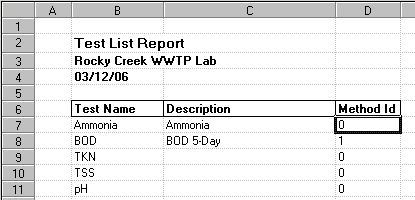 A B C D
1
2 Test List Report
3 Rocky Creek WWTP Lab
4 03/12/06
5
6 Test Name Description Method Id
7 Ammonia Ammonia 0
8 BOD BOD 5-Day 1
9 TKN 0
10 TSS 0
11 pH 0